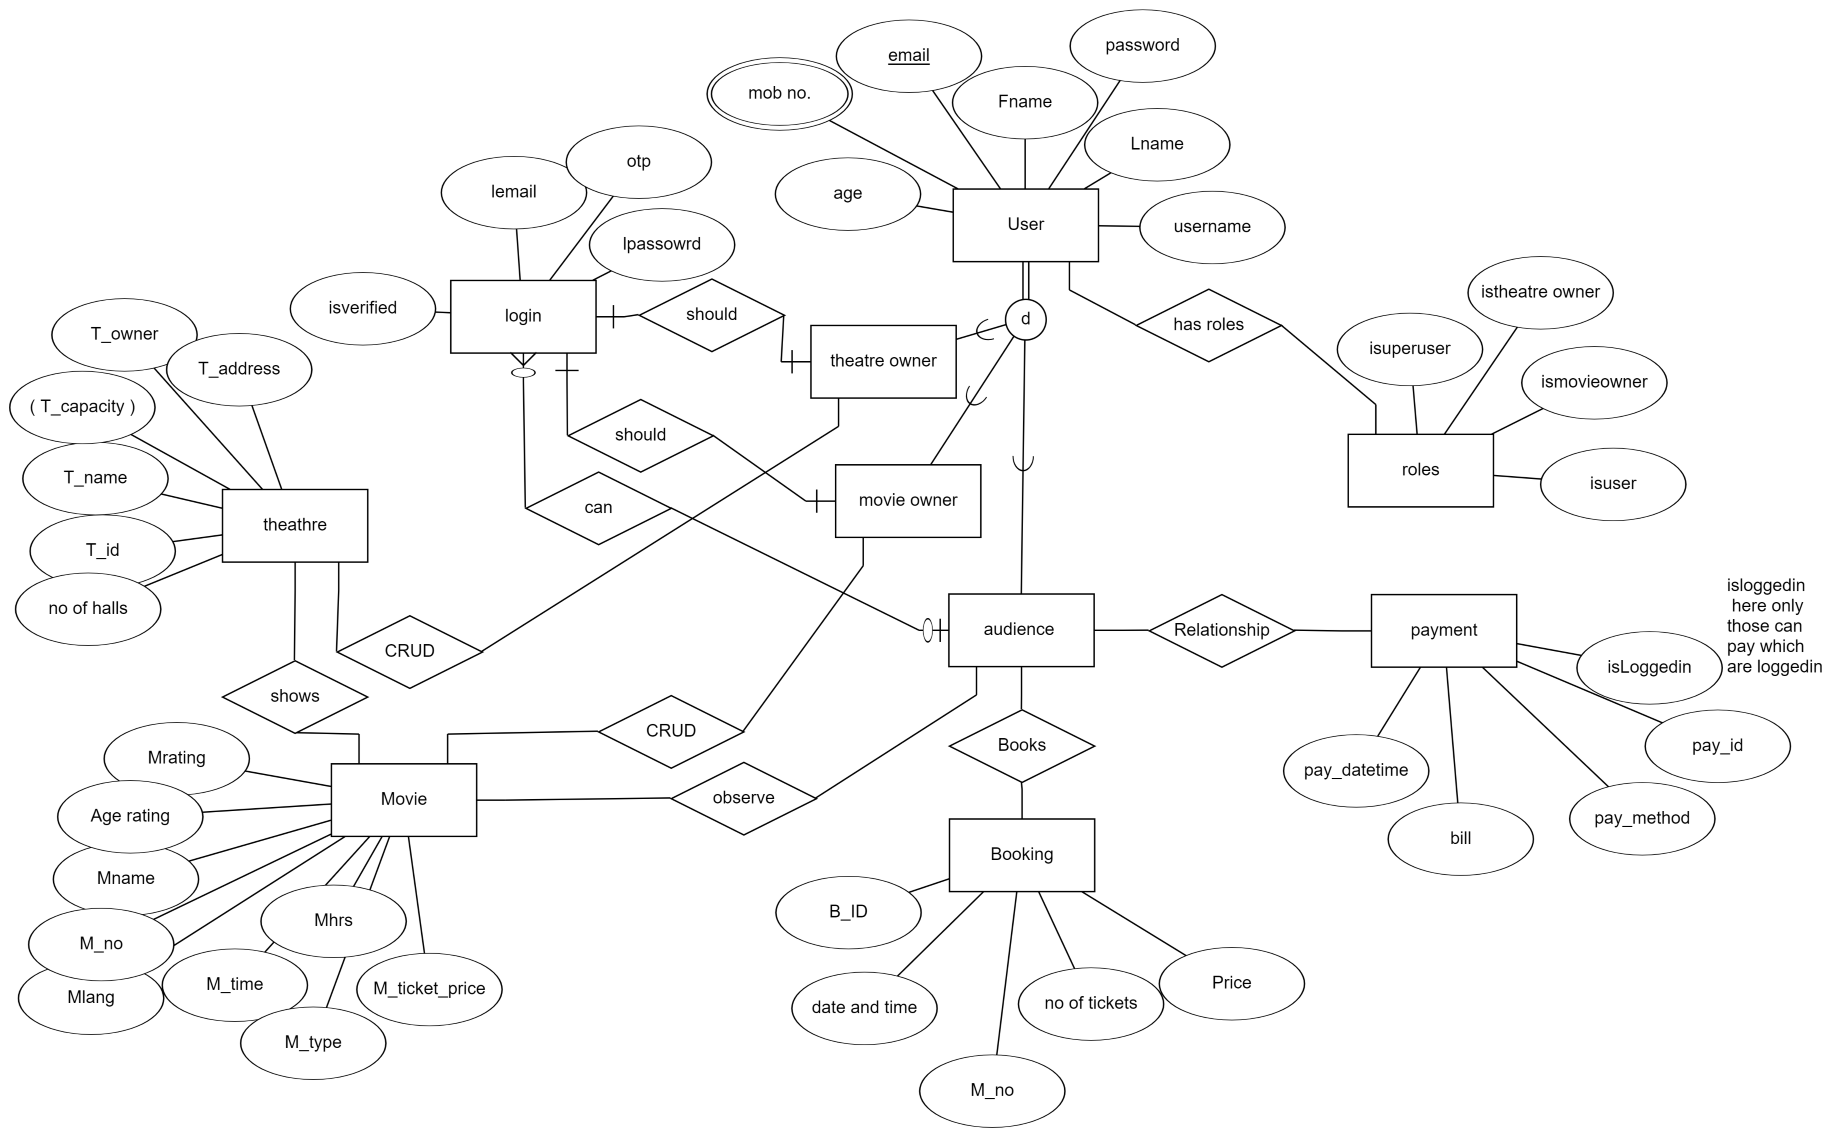 email
password
mob no.
Fname
Lname
otp
lemail
age
User
username
lpassowrd
isverified
login
should
theatre owner
d
has roles
istheatre owner
isuperuser
ismovieowner
T_owner
T_address
( T_capacity )
T_name
theathre
T_id
no of halls
should
can
movie owner
roles
isuser
CRUD
shows
CRUD
audience
Relationship
payment
isloggedin
here only
those can
pay which
are loggedin
isLoggedin
pay_id
pay_datetime
pay_method
bill
Mrating
Age rating
Movie
observe
Books
Mname
M_no
Mlang
Mhrs
M_time
M_type
M_ticket_price
Booking
B_ID
date and time
no of tickets
Price
M_no